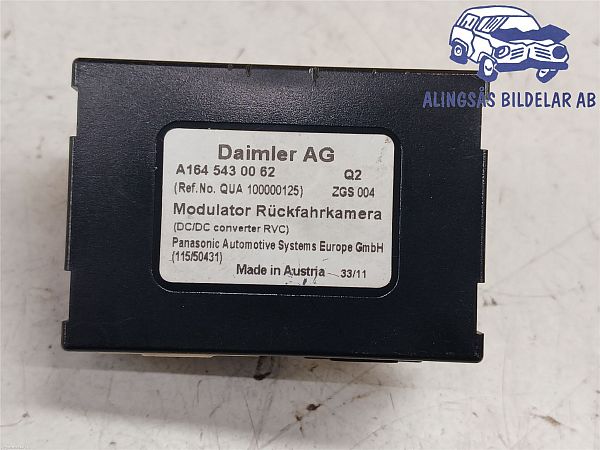 ALINGSÅS BILDELAR AB
Daimler AG
A164 543 00 62 Q2
(Ref.No. QUA 100000125) ZGS 004
Modulator Rückfahrkamera
(DC/DC converter RVC)
Panasonic Automotive Systems Europe GmbH
(115/50431)
Made in Austria 33/11